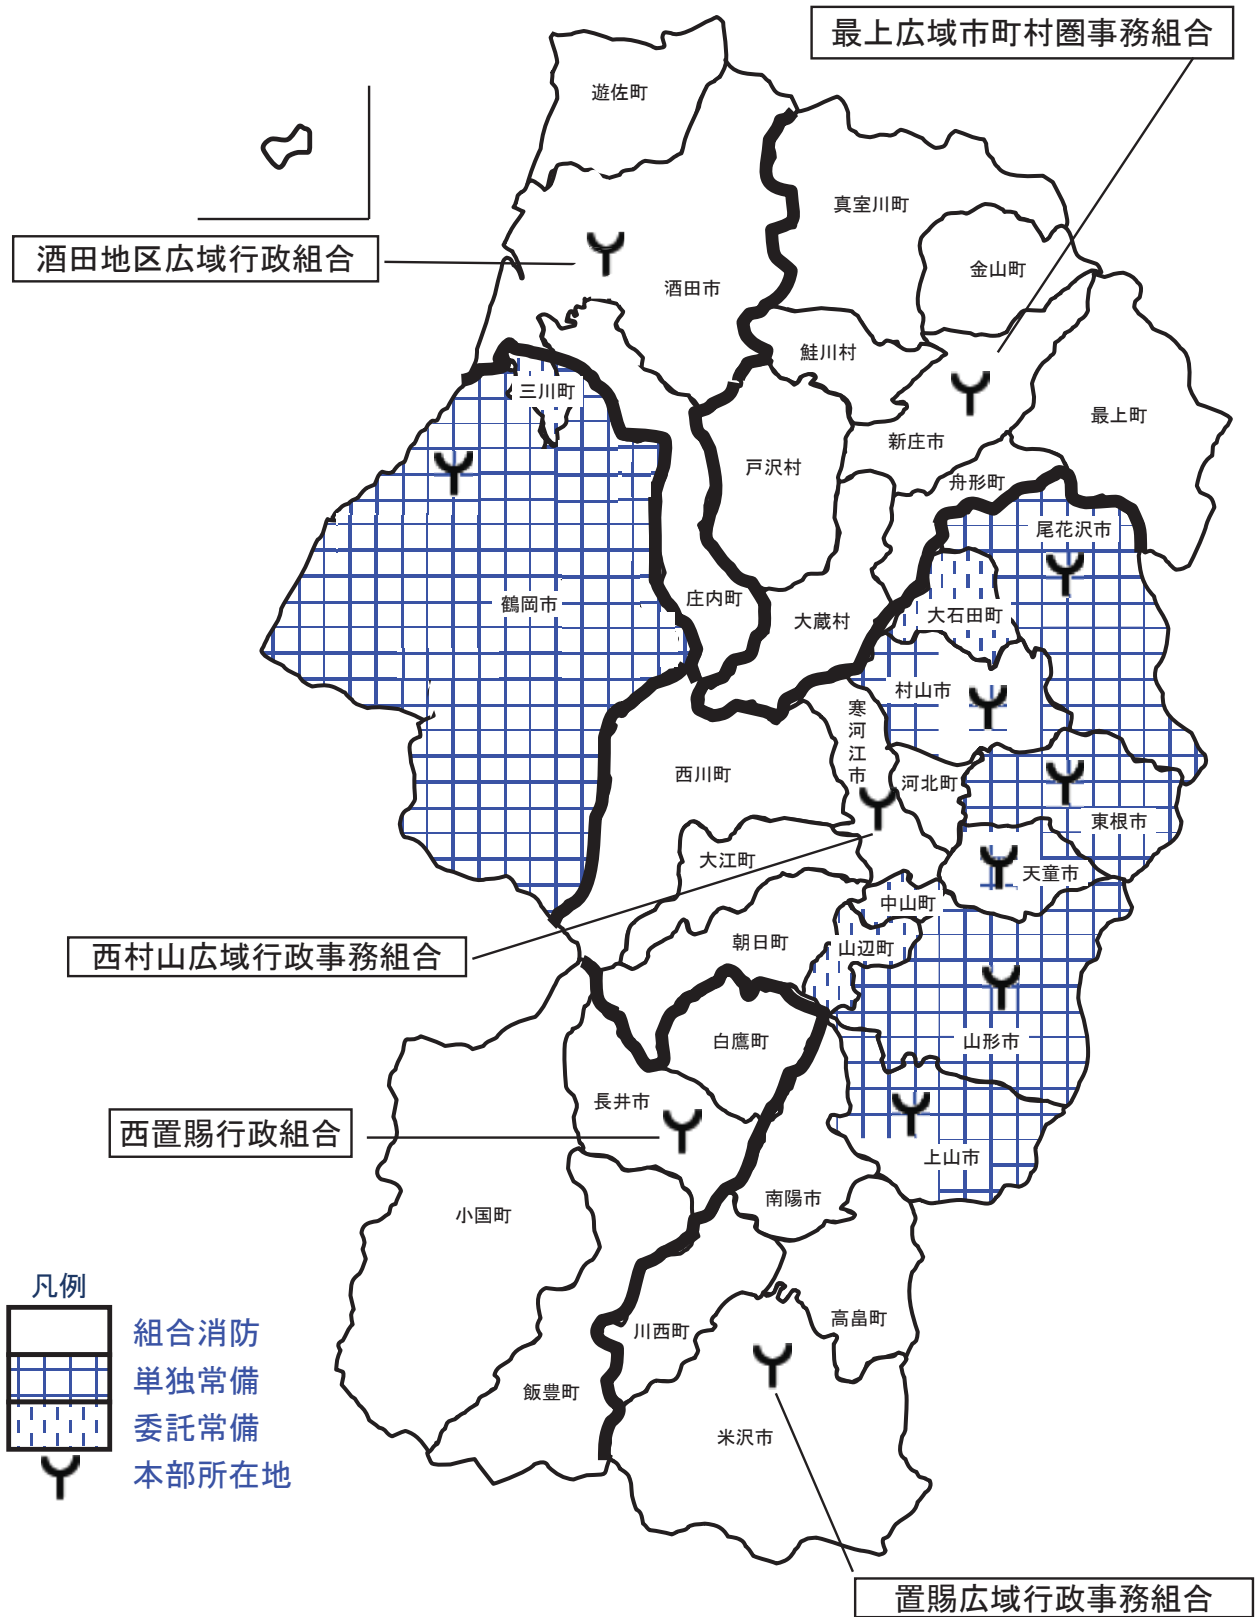 最上広域市町村圏事務組合
遊佐町
真室川町
酒田地区広域行政組合
金山町
酒田市
鮭川村
三川町
最上町
新庄市
戸沢村
舟形町
尾花沢市
庄内町
鶴岡市
大石田町
大蔵村
村山市
寒河江市
西川町
河北町
東根市
大江町
天童市
中山町
朝日町
山辺町
西村山広域行政事務組合
白鷹町
山形市
長井市
西置賜行政組合
上山市
南陽市
小国町
凡例
組合消防
高畠町
川西町
単独常備
飯豊町
委託常備
米沢市
本部所在地
置賜広域行政事務組合